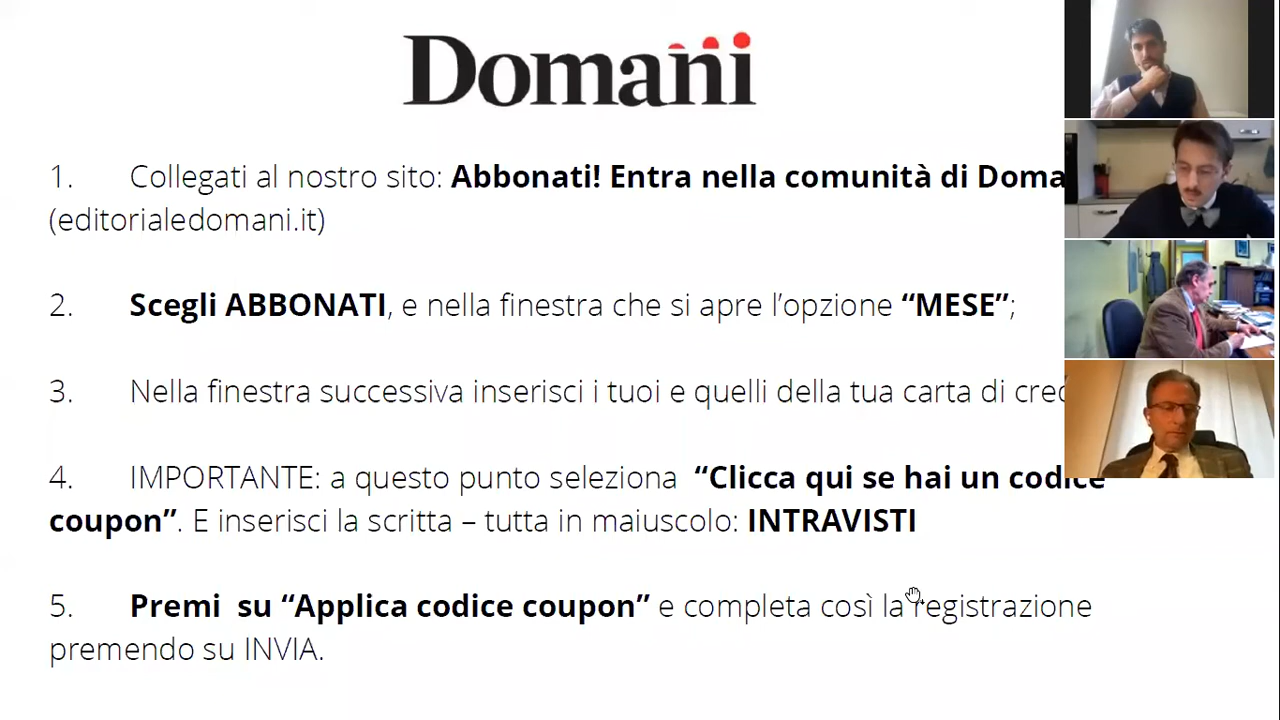 Domani
1. Collegati al nostro sito: Abbonati! Entra nella comunità di Doma
(editorialedomani.it)
2. Scegli ABBONATI, e nella finestra che si apre l’opzione “MESE”;
3. Nella finestra successiva inserisci i tuoi e quelli della tua carta di cred
4. IMPORTANTE: a questo punto seleziona “Clicca qui se hai un codice
coupon”. E inserisci la scritta – tutta in maiuscolo: INTRAVISTI
5. Premi su “Applica codice coupon” e completa così la registrazione
premendo su INVIA.